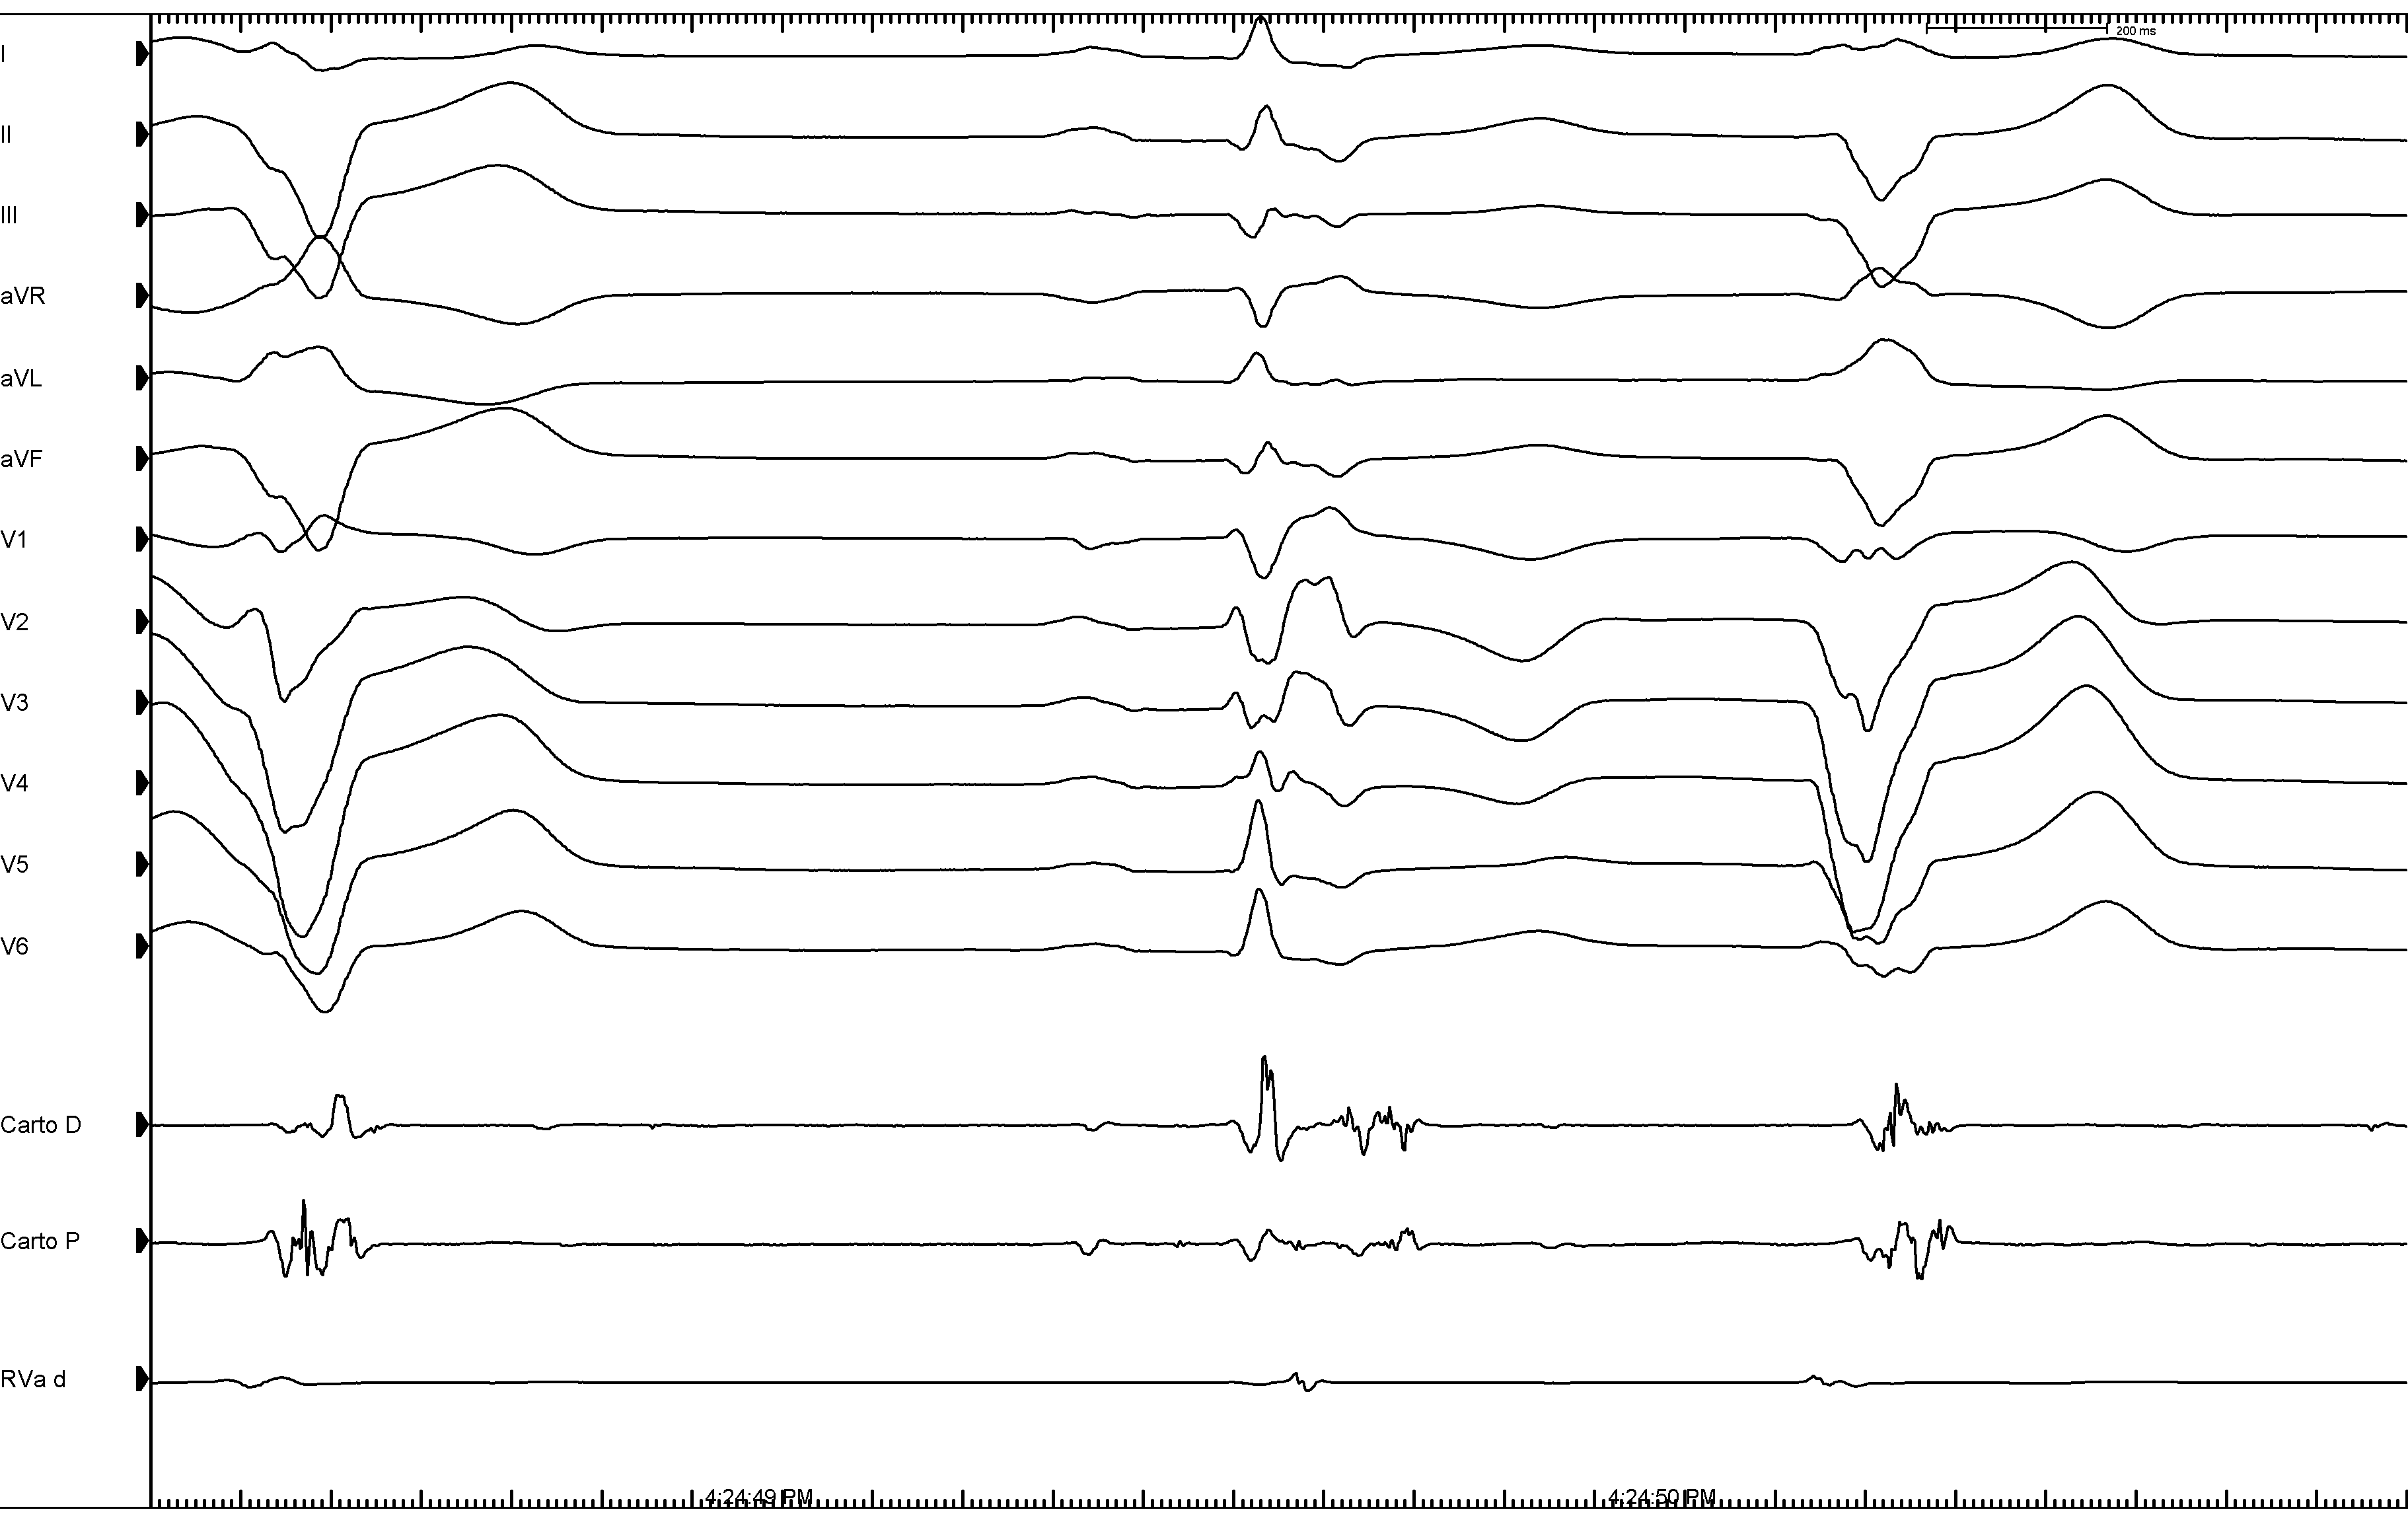 200 ms
I
II
III
aVR
aVL
aVF
V1
V2
V3
V4
V5
V6
Carto D
Carto P
RVa d
4:24:49 PM 4:24:50 PM